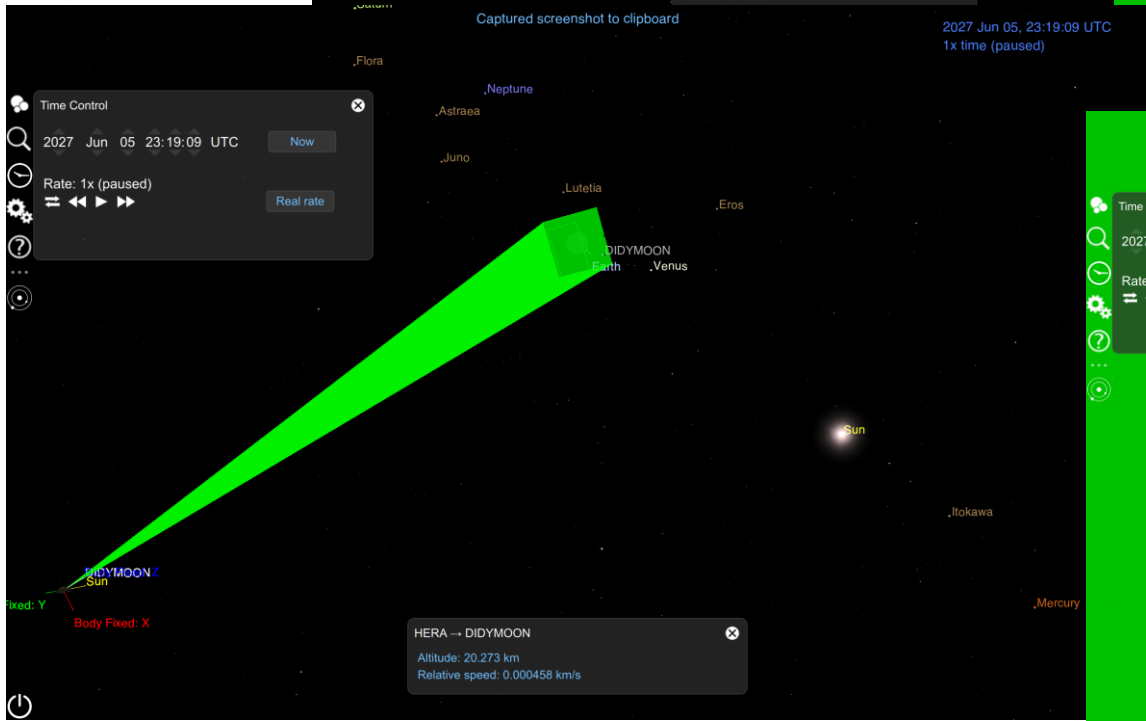 Saturn
Captured screenshot to clipboard
2027 Jun 05, 23:19:09 UTC
1x time (paused)
Flora
Neptune
Astraea
Time Control
2027 Jun 05 23:19:09 UTC
Now
Rate: 1x (paused)
Real rate
Juno
Lutetia
Eros
DIDYMOON
Earth
Venus
Time
2027
Rate
Sun
Itokawa
DIDYMOON Z
Sun
Fixed: Y
Body Fixed: X
Mercury
HERA → DIDYMOON
Altitude: 20.273 km
Relative speed: 0.000458 km/s